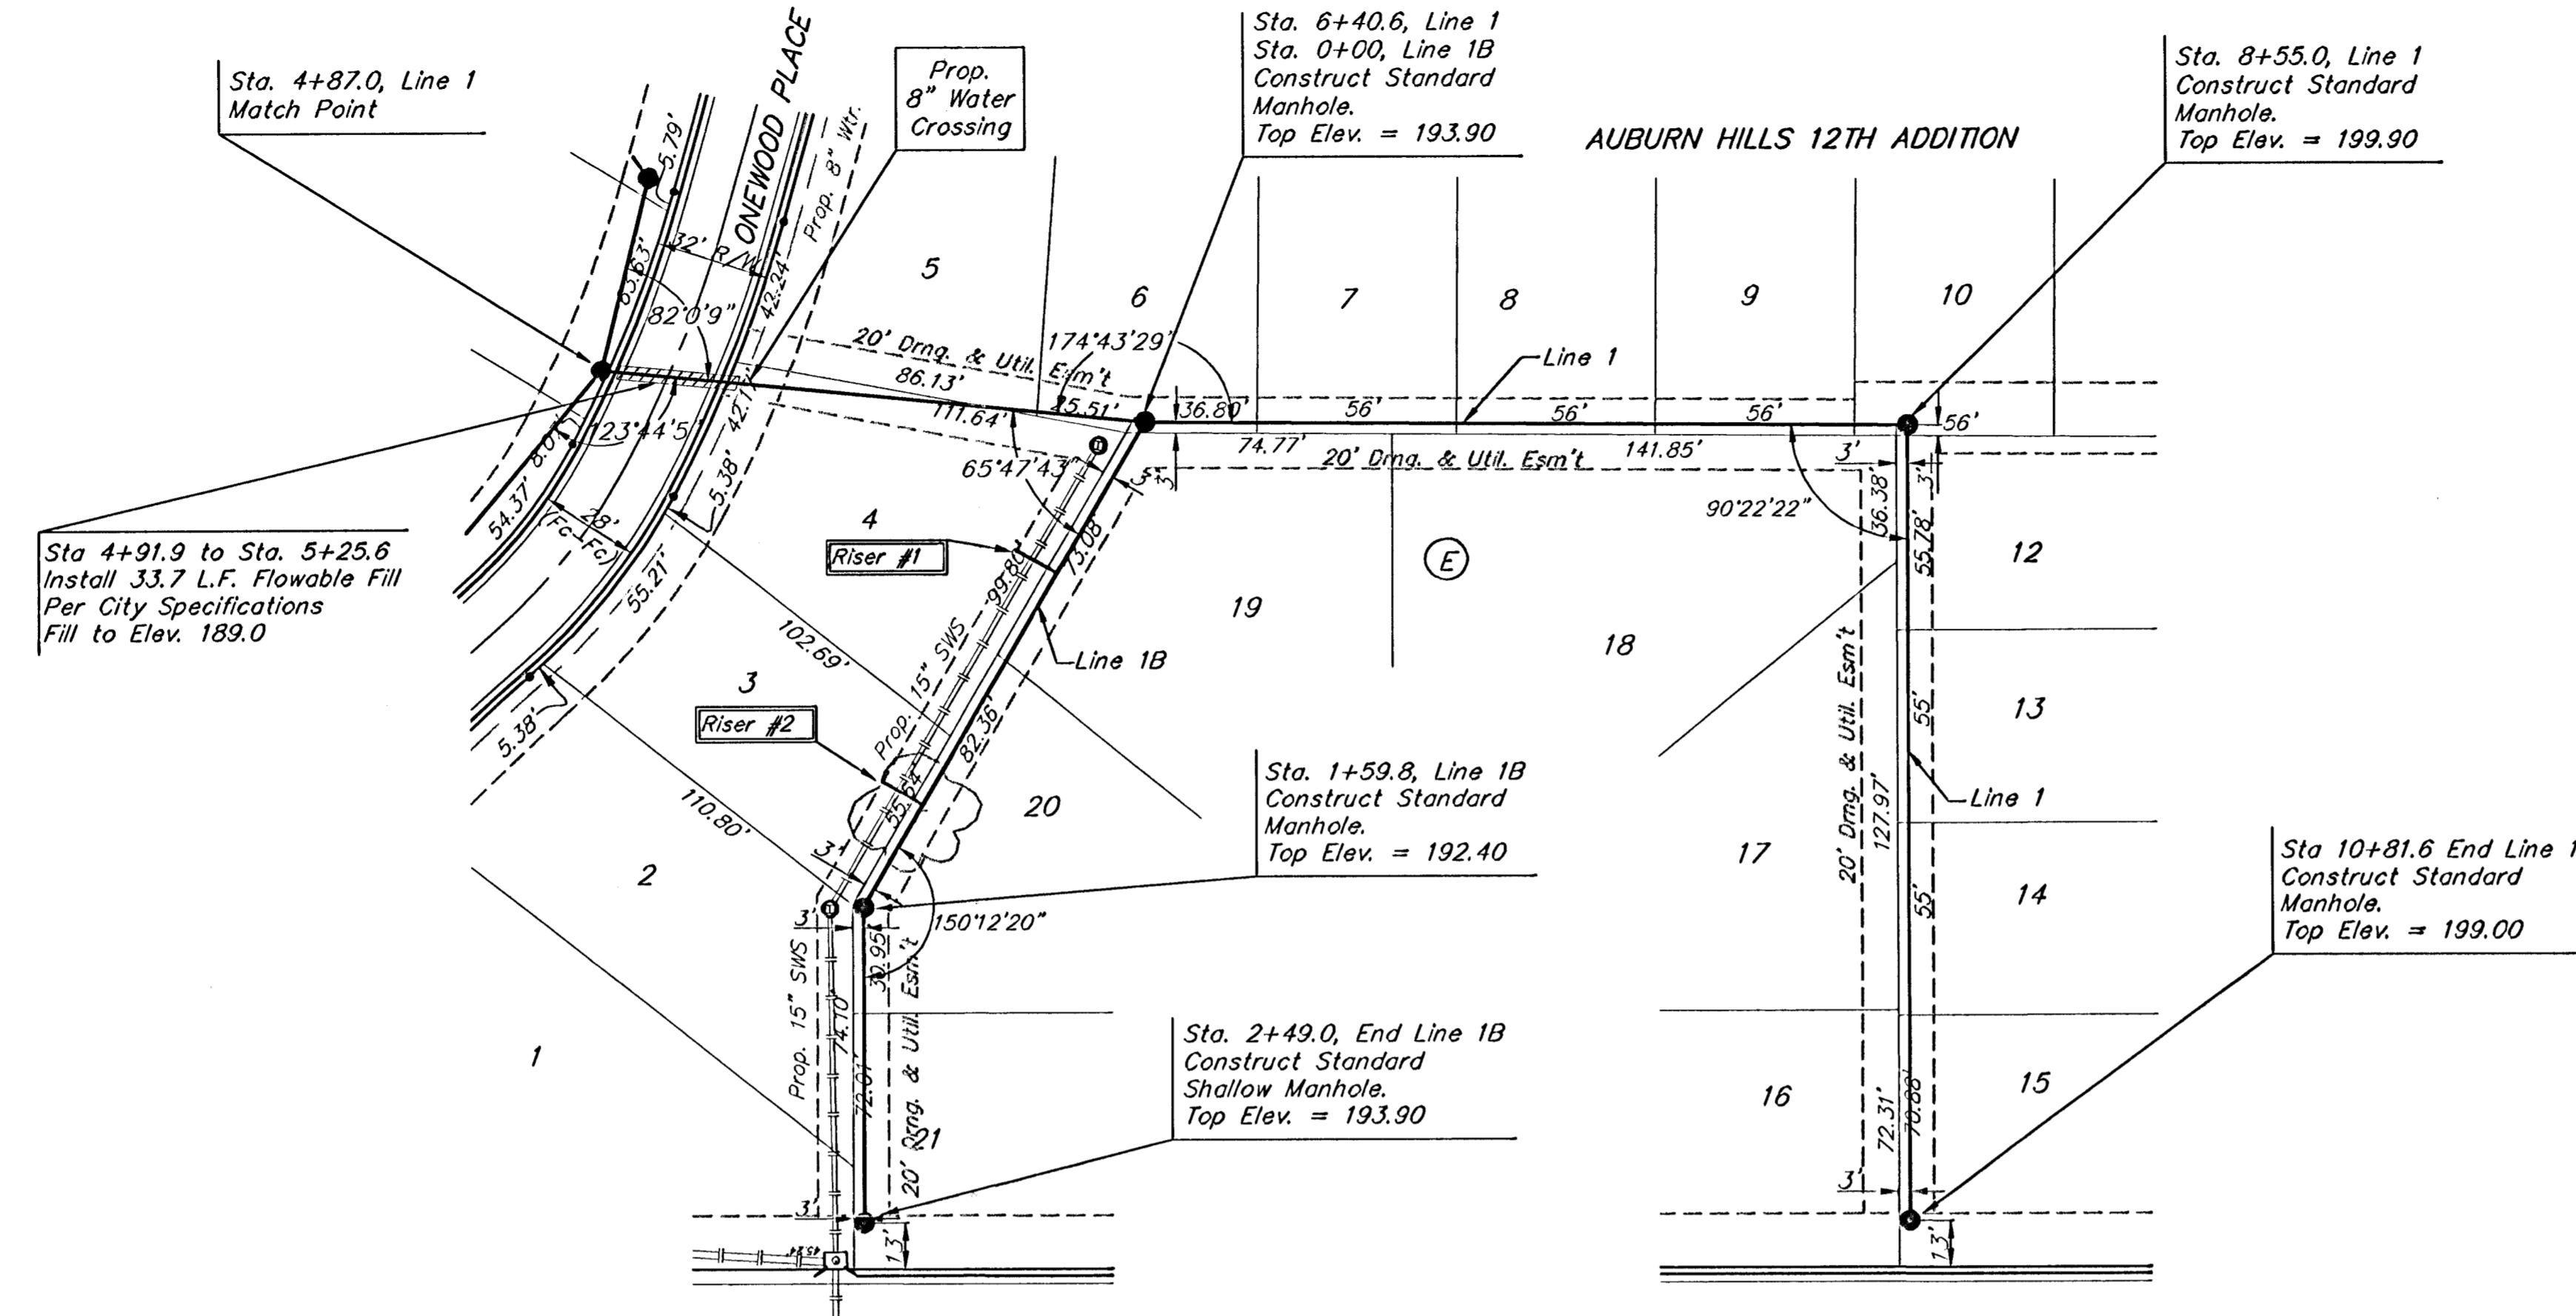 Sta. 4+87.0, Line 1
Match Point
ONEWOOD PLACE
Prop.
8" Water
Crossing
Sta. 6+40.6, Line 1
Sta. 0+00, Line 1B
Construct Standard
Manhole.
Top Elev. = 193.90
AUBURN HILLS 12TH ADDITION
Sta. 8+55.0, Line 1
Construct Standard
Manhole.
Top Elev. = 199.90
5.79'
Prop. 8" Wtr.
32'
R/W
63.63'
42.24'
82°0'9"
5
6
7
8
9
10
20' Drng. & Util. Esm't
174°43'29"
86.13'
Line 1
111.64'
25.51'
36.80'
56'
56'
56'
56'
42.11'
123°44'5"
8.07'
65°47'43"
3'
3'
74.77'
20' Drng. & Util. Esm't
141.85'
3'
3'
36.38'
90°22'22"
55.78'
54.37'
28'
(Fc-Fc)
5.38'
Sta 4+91.9 to Sta. 5+25.6
Install 33.7 L.F. Flowable Fill
Per City Specifications
Fill to Elev. 189.0
4
Riser #1
99.80'
73.08'
E
12
55.21'
19
18
102.69'
Prop. 15" SWS
Line 1B
20' Drng. & Util. Esm't
3
Riser #2
82.36'
55'
13
5.38'
Sta. 1+59.8, Line 1B
Construct Standard
Manhole.
Top Elev. = 192.40
Line 1
110.80'
55.64'
20
127.97'
3'
17
2
55'
14
Sta 10+81.6 End Line 1
Construct Standard
Manhole.
Top Elev. = 199.00
3'
150°12'20"
30.95'
Prop. 15" SWS
74.10'
20' Drng. & Util. Esm't
Sta. 2+49.0, End Line 1B
Construct Standard
Shallow Manhole.
Top Elev. = 193.90
1
72.01'
21
16
72.31'
70.88'
15
3'
3'
13'
13'
45.24'